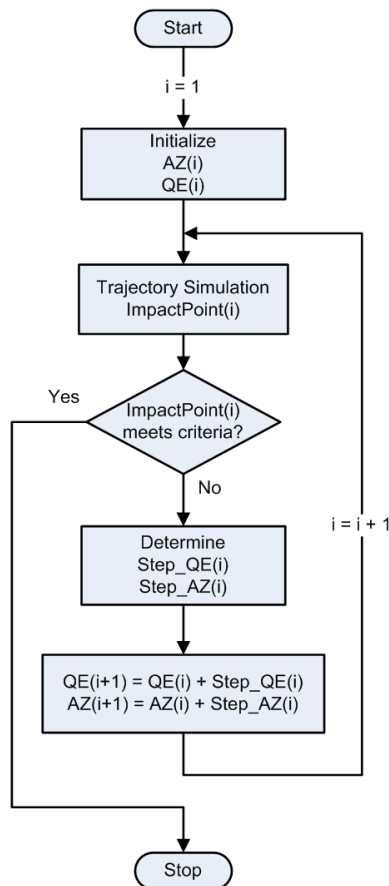 Start
i = 1
Initialize
AZ(i)
QE(i)
Trajectory Simulation
ImpactPoint(i)
Yes
ImpactPoint(i)
meets criteria?
No
i = i + 1
Determine
Step_QE(i)
Step_AZ(i)
QE(i+1) = QE(i) + Step_QE(i)
AZ(i+1) = AZ(i) + Step_AZ(i)
Stop